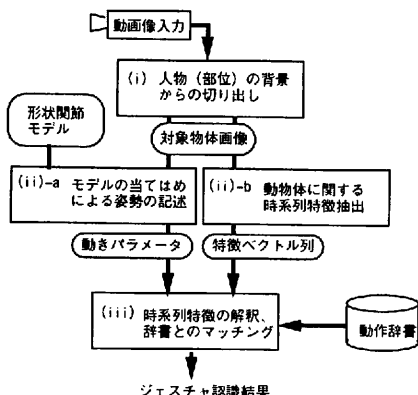 動画像入力
(i) 人物（部位）の背景
からの切り出し
形状関節
モデル
対象物体画像
(ii)-a モデルの当てはめ
による姿勢の記述
(ii)-b 動物体に関する
時系列特徴抽出
動きパラメータ
特徴ベクトル列
(iii) 時系列特徴の解釈、
辞書とのマッチング
動作辞書
ジェスチャ認識結果